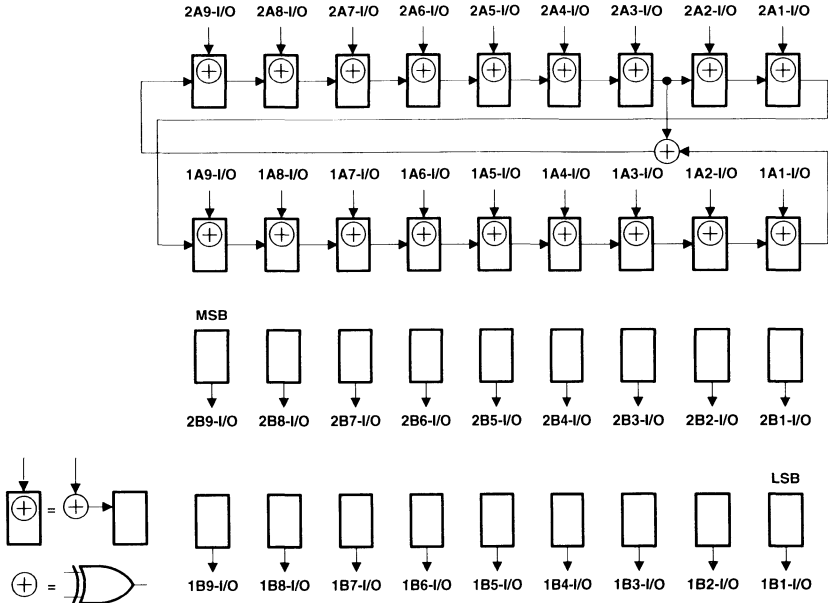 2A9-I/O 2A8-I/O 2A7-I/O 2A6-I/O 2A5-I/O 2A4-I/O 2A3-I/O 2A2-I/O 2A1-I/O
1A9-I/O 1A8-I/O 1A7-I/O 1A6-I/O 1A5-I/O 1A4-I/O 1A3-I/O 1A2-I/O 1A1-I/O
MSB
2B9-I/O 2B8-I/O 2B7-I/O 2B6-I/O 2B5-I/O 2B4-I/O 2B3-I/O 2B2-I/O 2B1-I/O
LSB
=
1B9-I/O 1B8-I/O 1B7-I/O 1B6-I/O 1B5-I/O 1B4-I/O 1B3-I/O 1B2-I/O 1B1-I/O
=